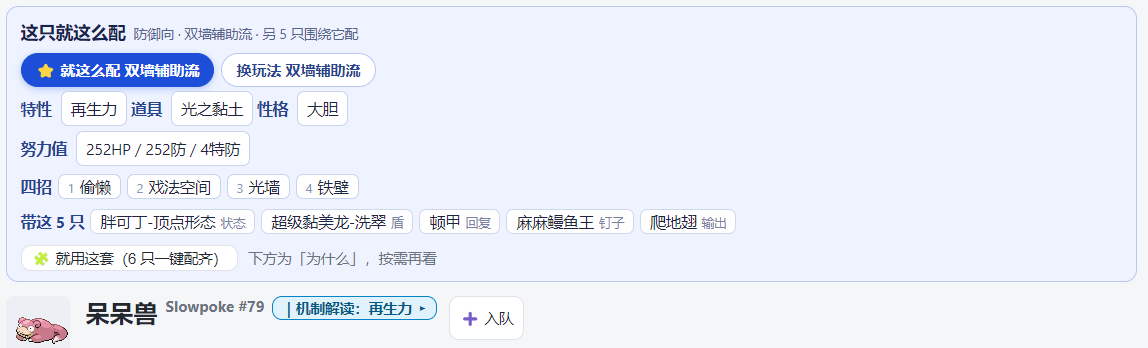 这只就这么配 防御向 · 双墙辅助流 · 另 5 只围绕它配
⭐ 就这么配 双墙辅助流 换玩法 双墙辅助流
特性 再生力 道具 光之黏土 性格 大胆
努力值 252HP / 252防 / 4特防
四招 1 偷懒 2 戏法空间 3 光墙 4 铁壁
带这 5 只 胖可丁-顶点形态 状态 超级黏美龙-洗翠 盾 顿甲 回复 麻麻鳗鱼王 钉子 爬地翅 输出
就用这套（6 只一键配齐） 下方为「为什么」，按需再看
呆呆兽 Slowpoke #79 | 机制解读：再生力 ▸ + 入队